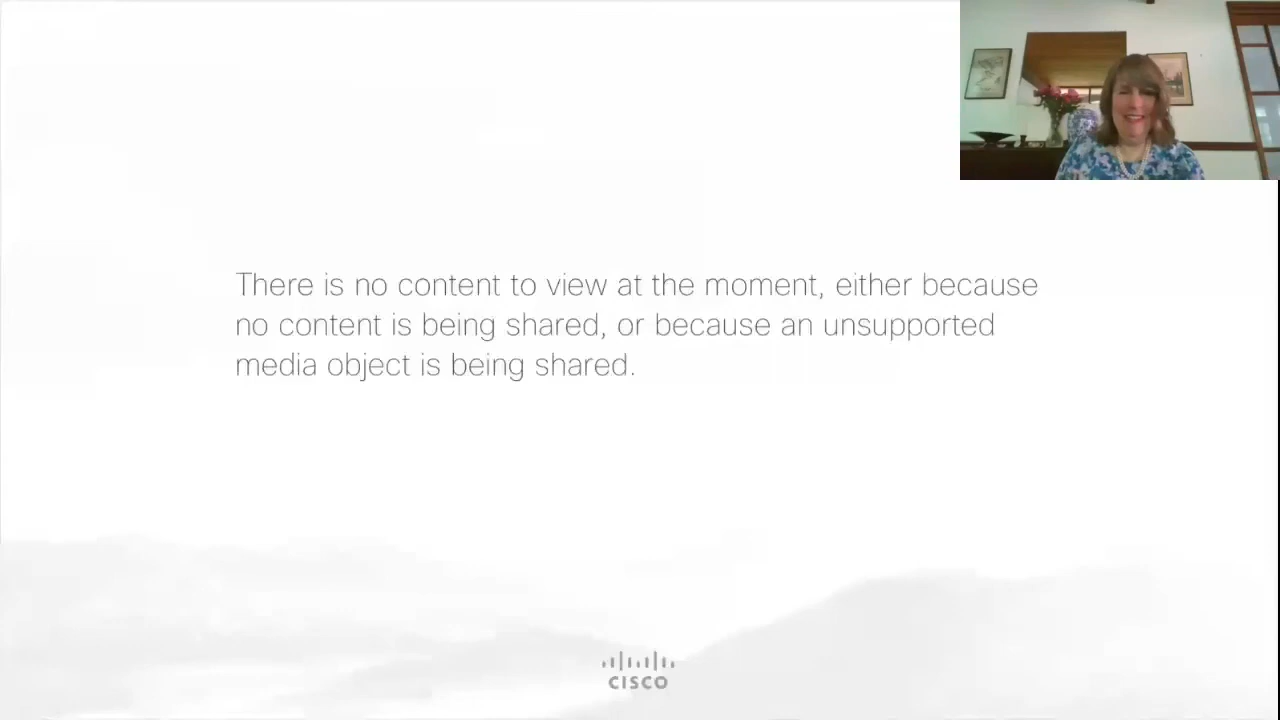 There is no content to view at the moment, either because
no content is being shared, or because an unsupported
media object is being shared.
CISCO